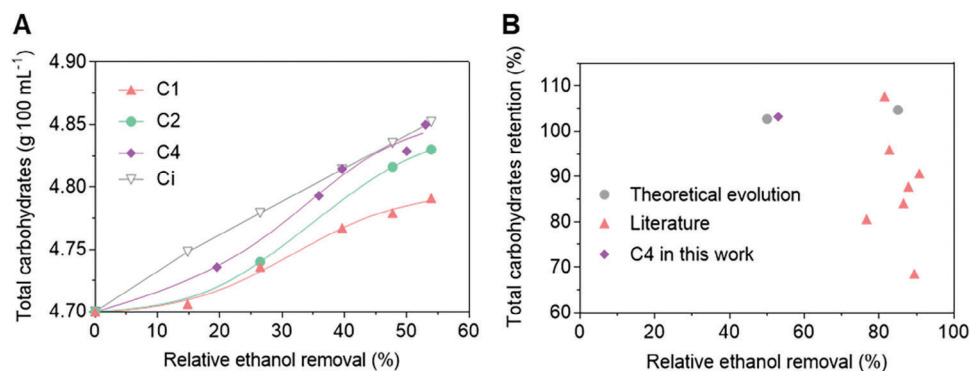 A
Total carbohydrates (g 100 mL⁻¹)
4.90
4.85
4.80
4.75
4.70
C1
C2
C4
Ci
0 10 20 30 40 50 60
Relative ethanol removal (%)
B
Total carbohydrates retention (%)
110
100
90
80
70
60
Theoretical evolution
Literature
C4 in this work
0 20 40 60 80 100
Relative ethanol removal (%)